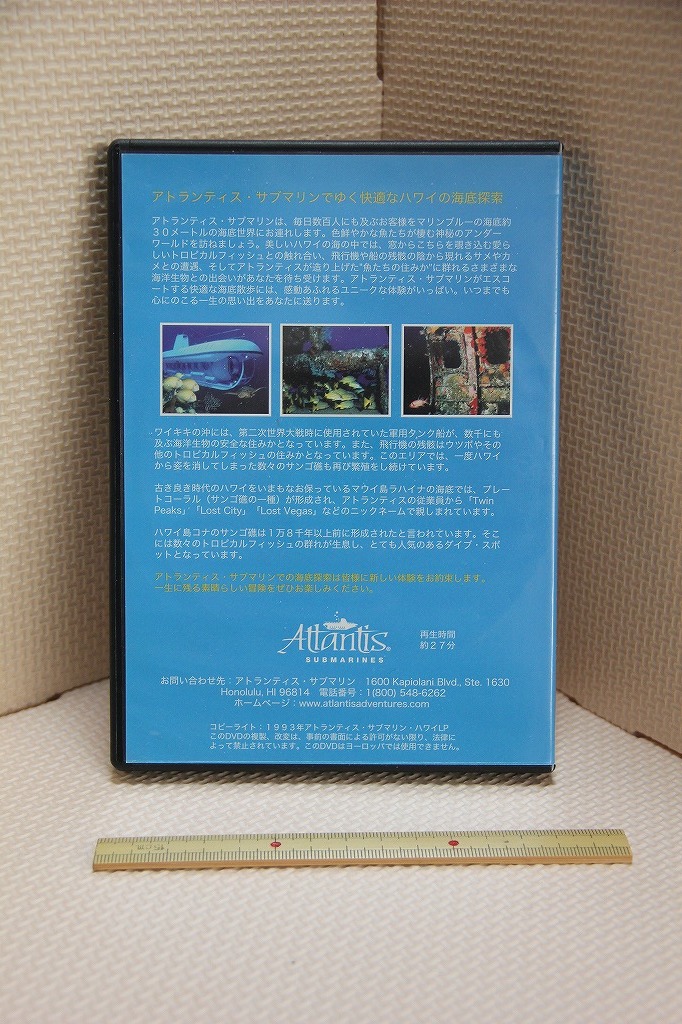 アトランティス・サブマリンでゆく快適なハワイの海底探索
アトランティス・サブマリンは、毎日数百人にも及ぶお客様をマリンブルーの海底約
30メートルの海底世界にお連れします。色鮮やかな魚たちが棲む神秘のアンダー
ワールドを訪ねましょう。美しいハワイの海の中では、窓からこちらを覗き込む愛ら
しいトロピカルフィッシュとの触れ合い、飛行機や船の残骸の陰から現れるサメやカ
メとの遭遇、そしてアトランティスが造り上げた"魚たちの住みか"に群れるさまざまな
海洋生物との出会いがあなたを待ち受けます。アトランティス・サブマリンがエスコ
ートする快適な海底散歩には、感動あふれるユニークな体験がいっぱい。いつまでも
心にのこる一生の思い出をあなたに送ります。
ワイキキの沖には、第二次世界大戦時に使用されていた軍用タンク船が、数千にも
及ぶ海洋生物の安全な住みかとなっています。また、飛行機の残骸はウツボやその
他のトロピカルフィッシュの住みかとなっています。このエリアでは、一度ハワイ
から姿を消してしまった数々のサンゴ礁も再び繁殖をし続けています。
古き良き時代のハワイをいまもなお保っているマウイ島ラハイナの海底では、プレー
トコーラル（サンゴ礁の一種）が形成され、アトランティスの従業員から「Twin
Peaks」「Lost City」「Lost Vegas」などのニックネームで親しまれています。
ハワイ島コナのサンゴ礁は1万8千年以上前に形成されたと言われています。そこ
には数々のトロピカルフィッシュの群れが生息し、とても人気のあるダイブ・スポ
ットとなっています。
アトランティス・サブマリンでの海底探索は皆様に新しい体験をお約束します。
一生に残る素晴らしい冒険をぜひお楽しみください。
Atlantis®
SUBMARINES
再生時間
約27分
お問い合わせ先：アトランティス・サブマリン 1600 Kapiolani Blvd., Ste. 1630
Honolulu, HI 96814 電話番号：1(800) 548-6262
ホームページ：www.atlantisadventures.com
コピーライト：1993年アトランティス・サブマリン・ハワイLP
このDVDの複製、改変は、事前の書面による許可がない限り、法律に
よって禁止されています。このDVDはヨーロッパでは使用できません。